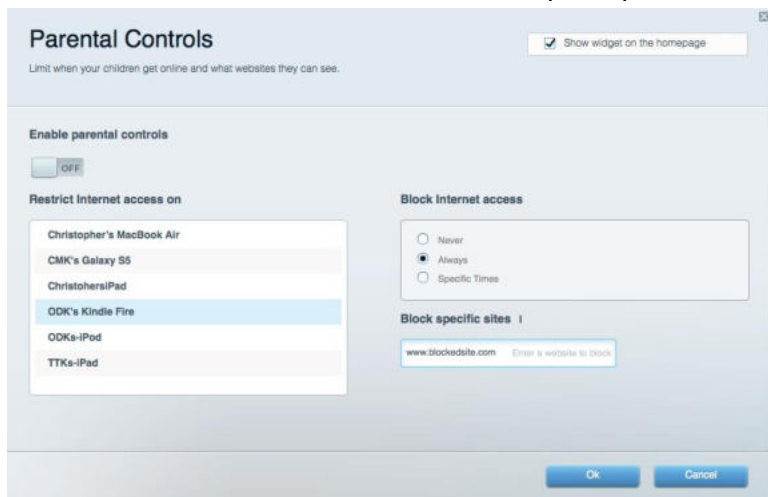 Parental Controls
Show widget on the homepage
Limit when your children get online and what websites they can see.
Enable parental controls
OFF
Restrict Internet access on
Christopher's MacBook Air
CMK's Galaxy S5
ChristohersiPad
ODK's Kindle Fire
ODKs-iPod
TTKs-iPad
Block Internet access
Never
Always
Specific Times
Block specific sites
www.blockedsite.com Enter a website to block
Ok
Cancel